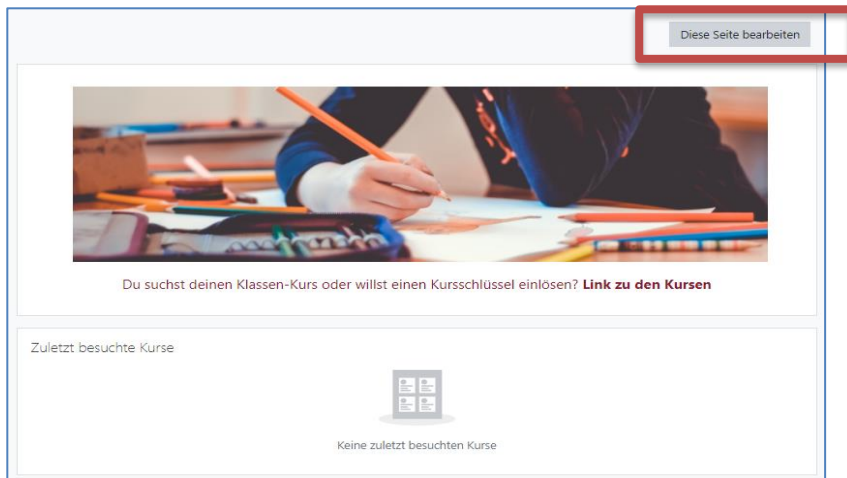 Diese Seite bearbeiten
Du suchst deinen Klassen-Kurs oder willst einen Kursschlüssel einlösen? Link zu den Kursen
Zuletzt besuchte Kurse
Keine zuletzt besuchten Kurse